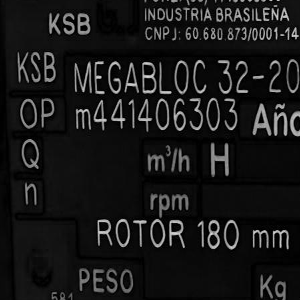 KSB
INDUSTRIA BRASILEÑA
CNPJ: 60.680.873/0001-14
KSB MEGABLOC 32-20
OP m441406303 Año
Q m³/h H
n rpm
ROTOR 180 mm
PESO Kg
581